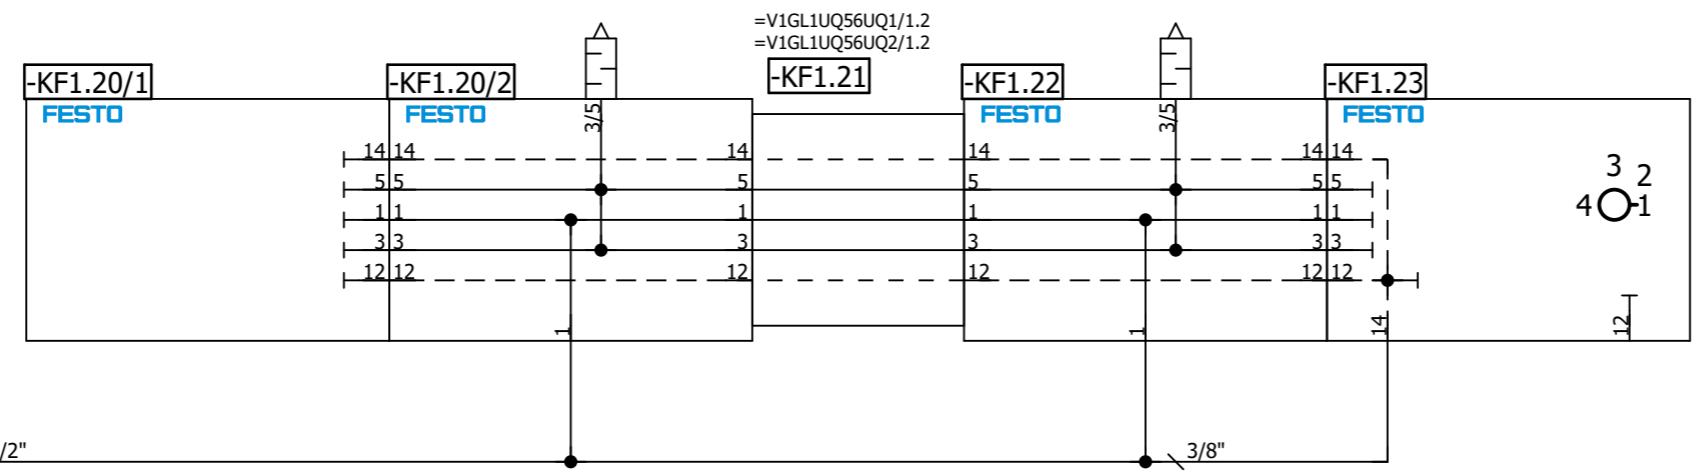 =V1GL1UQ56UQ1/1.2
=V1GL1UQ56UQ2/1.2
-KF1.20/1
-KF1.20/2
-KF1.21
-KF1.22
-KF1.23
FESTO
FESTO
FESTO
FESTO
3/5
3/5
14 14 14 14 14 14
5 5 5 5 5 5
1 1 1 1 1 1
3 3 3 3 3 3
12 12 12 12 12 12
3
2
4
1
1
1
14
12
/2"
3/8"